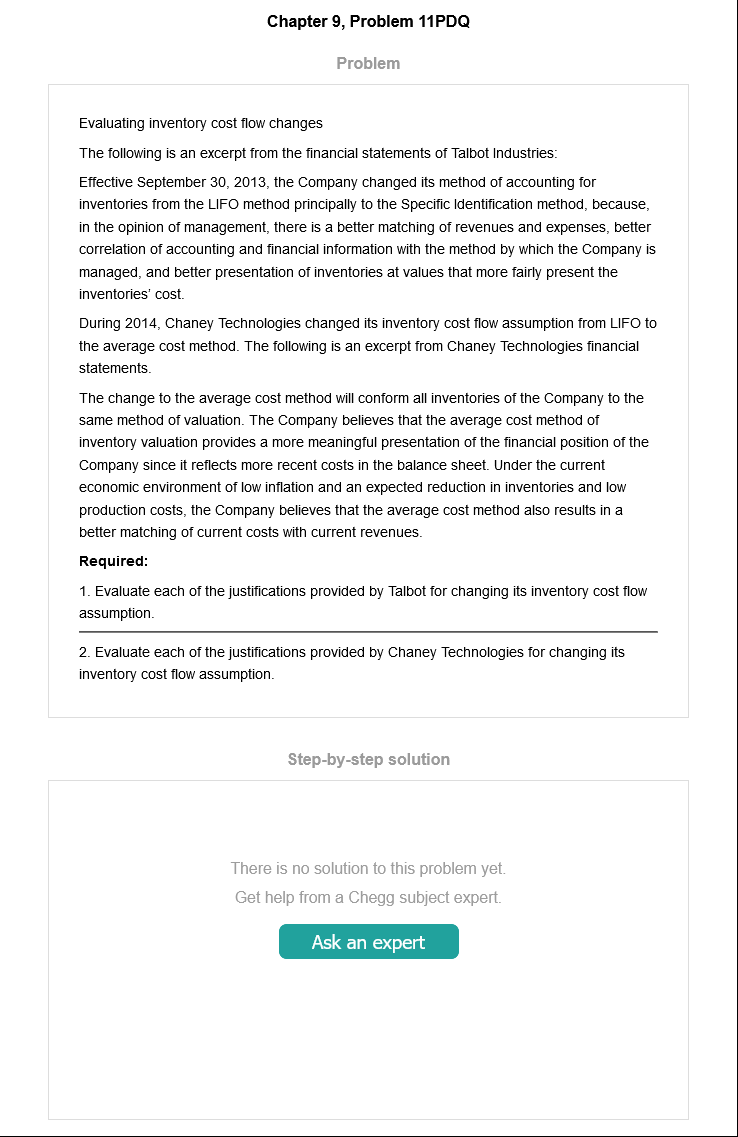 Chapter 9, Problem 11PDQ
Problem
Evaluating inventory cost flow changes
The following is an excerpt from the financial statements of Talbot Industries:
Effective September 30, 2013, the Company changed its method of accounting for
inventories from the LIFO method principally to the Specific Identification method, because,
in the opinion of management, there is a better matching of revenues and expenses, better
correlation of accounting and financial information with the method by which the Company is
managed, and better presentation of inventories at values that more fairly present the
inventories’ cost.
During 2014, Chaney Technologies changed its inventory cost flow assumption from LIFO to
the average cost method. The following is an excerpt from Chaney Technologies financial
statements.
The change to the average cost method will conform all inventories of the Company to the
same method of valuation. The Company believes that the average cost method of
inventory valuation provides a more meaningful presentation of the financial position of the
Company since it reflects more recent costs in the balance sheet. Under the current
economic environment of low inflation and an expected reduction in inventories and low
production costs, the Company believes that the average cost method also results in a
better matching of current costs with current revenues.
Required:
1. Evaluate each of the justifications provided by Talbot for changing its inventory cost flow
assumption.
2. Evaluate each of the justifications provided by Chaney Technologies for changing its
inventory cost flow assumption.
Step-by-step solution
There is no solution to this problem yet.
Get help from a Chegg subject expert.
Ask an expert